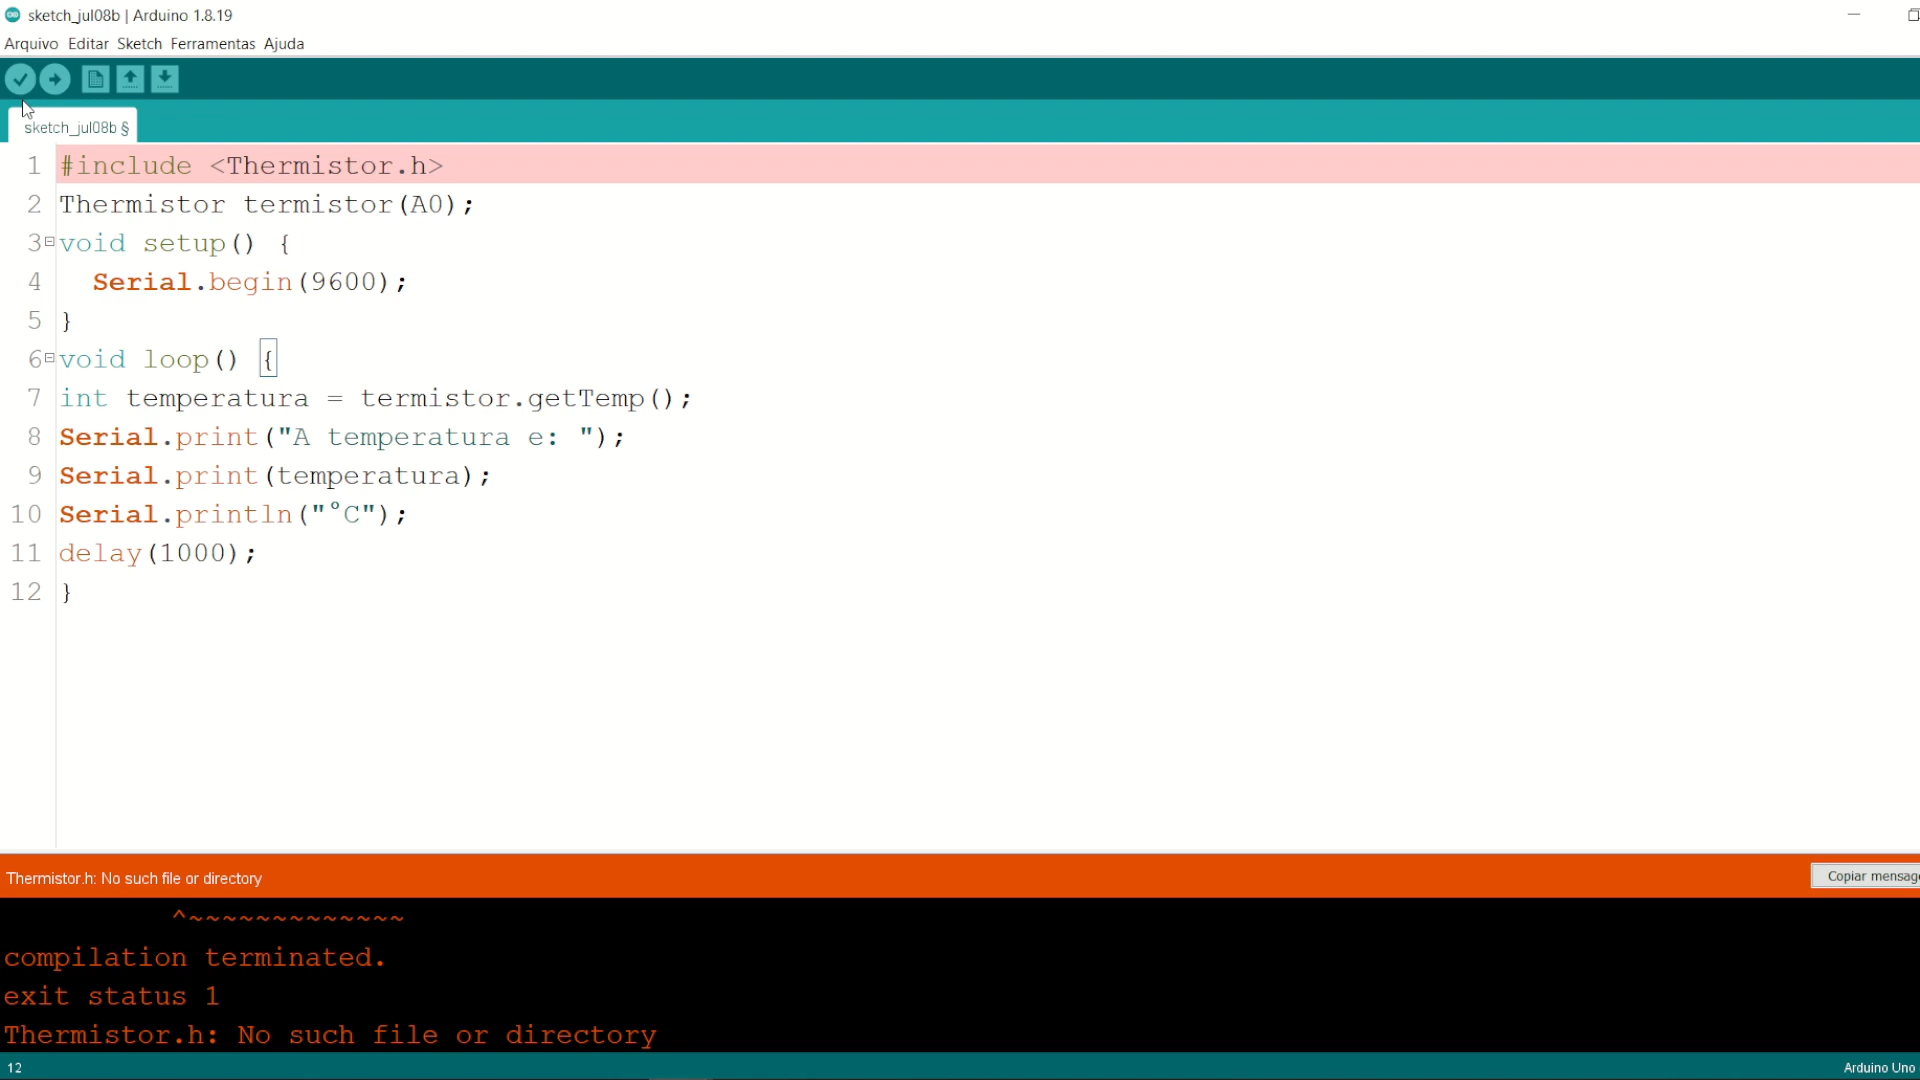 sketch_jul08b | Arduino 1.8.19
Arquivo Editar Sketch Ferramentas Ajuda
sketch_jul08b §
1 #include <Thermistor.h>
2 Thermistor termistor(A0);
3 void setup() {
4 Serial.begin(9600);
5 }
6 void loop() {
7 int temperatura = termistor.getTemp();
8 Serial.print("A temperatura e: ");
9 Serial.print(temperatura);
10 Serial.println("°C");
11 delay(1000);
12 }
Thermistor.h: No such file or directory
Copiar mensag
^~~~~~~~~~~~~~
compilation terminated.
exit status 1
Thermistor.h: No such file or directory
12
Arduino Uno